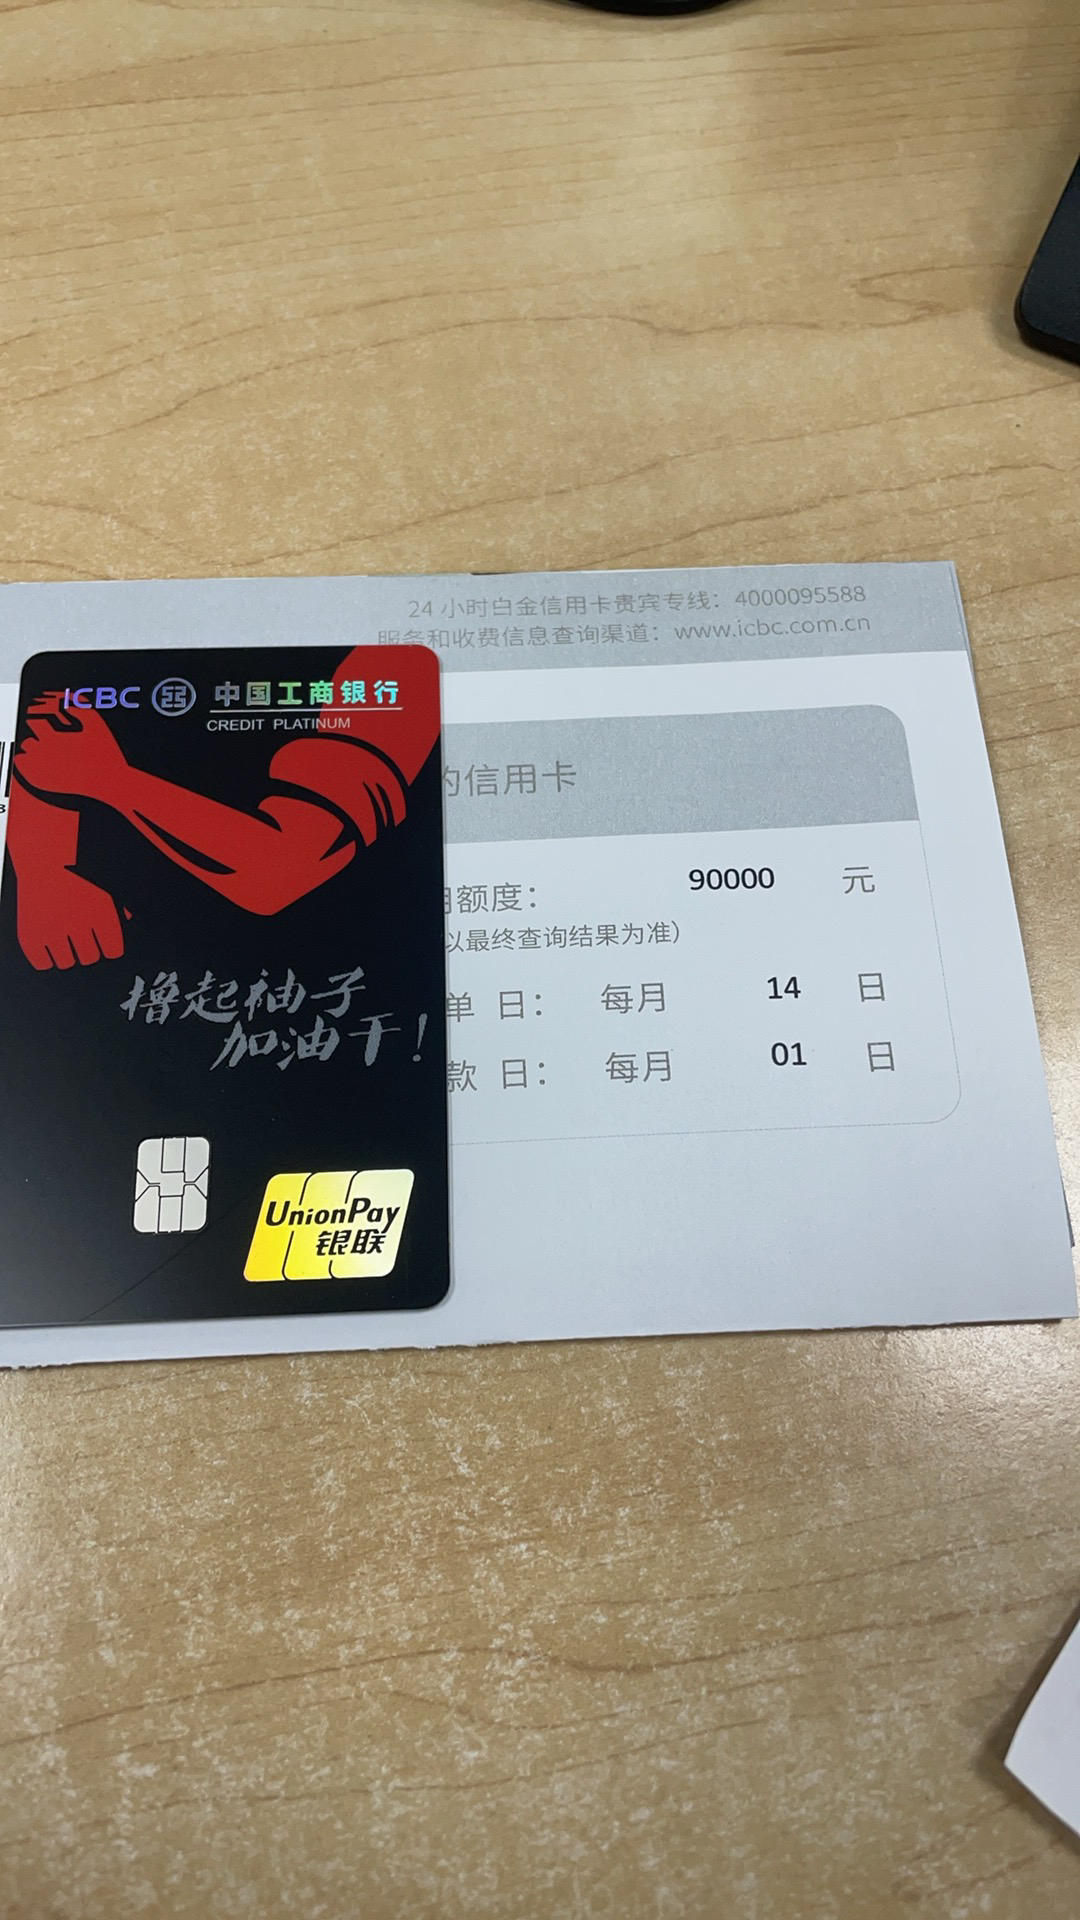 24 小时白金信用卡贵宾专线：4000095588
服务和收费信息查询渠道：www.icbc.com.cn
ICBC 中国工商银行
CREDIT PLATINUM
的信用卡
额度： 90000 元
以最终查询结果为准）
单 日： 每月 14 日
款 日： 每月 01 日
撸起袖子
加油干！
UnionPay
银联